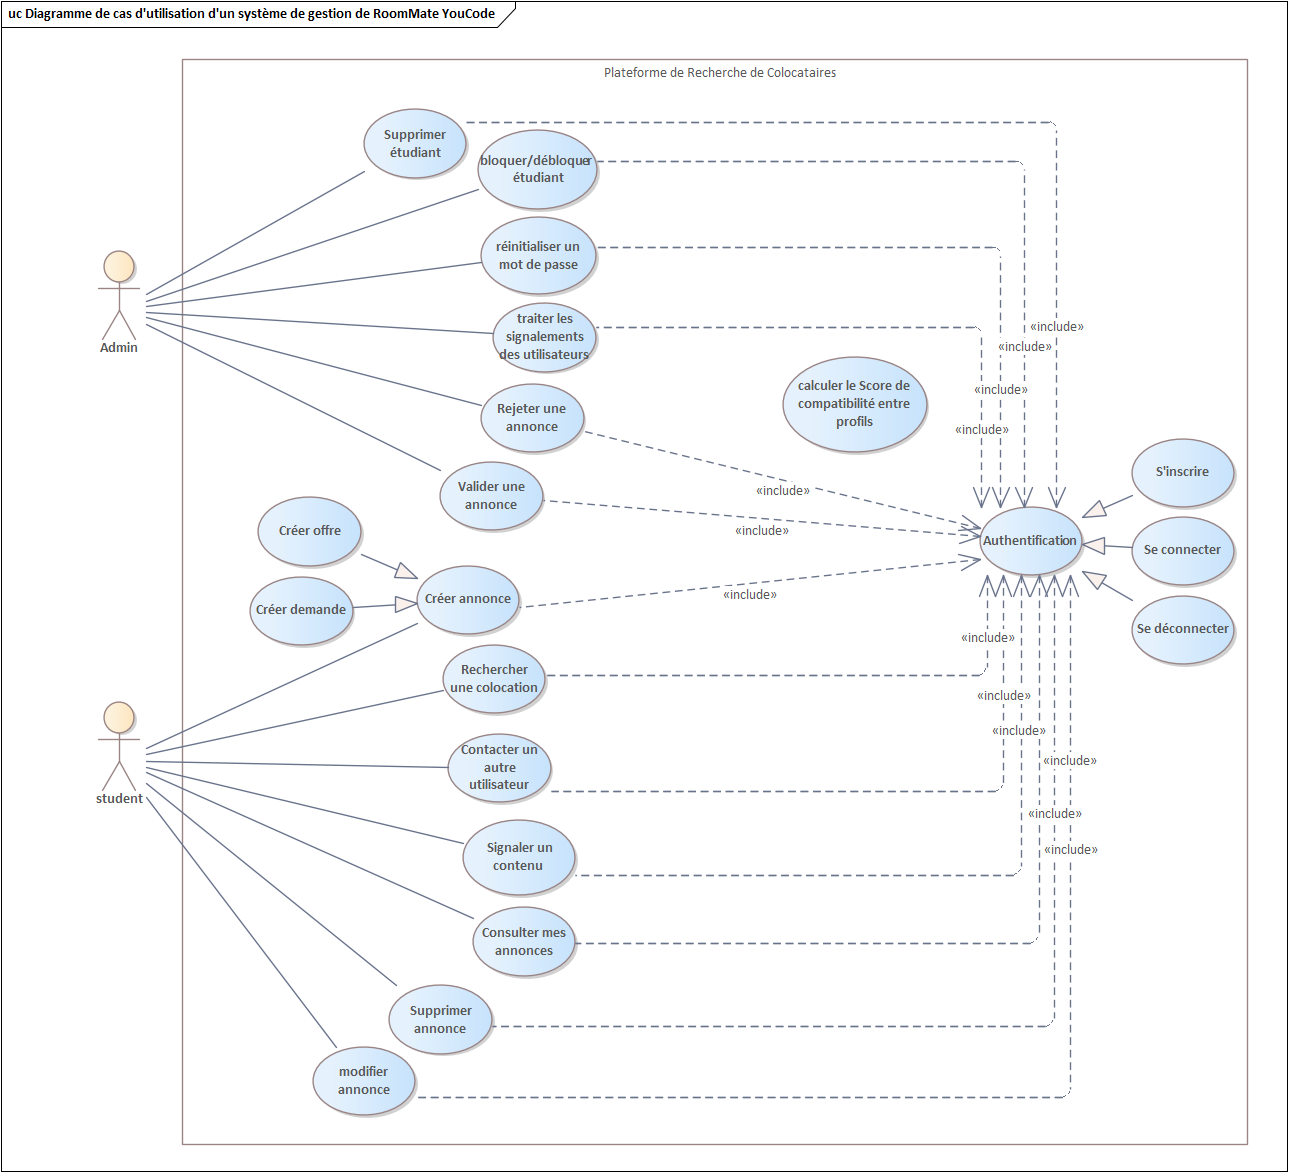 uc Diagramme de cas d'utilisation d'un système de gestion de RoomMate YouCode
Plateforme de Recherche de Colocataires
Supprimer
étudiant
bloquer/débloquer
étudiant
réinitialiser un
mot de passe
traiter les
signalements
des utilisateurs
«include»
«include»
Admin
calculer le Score de
compatibilité entre
profils
«include»
Rejeter une
annonce
«include»
S'inscrire
Valider une
annonce
«include»
Créer offre
«include»
Authentification
Se connecter
Créer annonce
«include»
Créer demande
Se déconnecter
«include»
Rechercher
une colocation
«include»
student
«include»
Contacter un
autre
utilisateur
«include»
«include»
Signaler un
contenu
«include»
Consulter mes
annonces
Supprimer
annonce
modifier
annonce